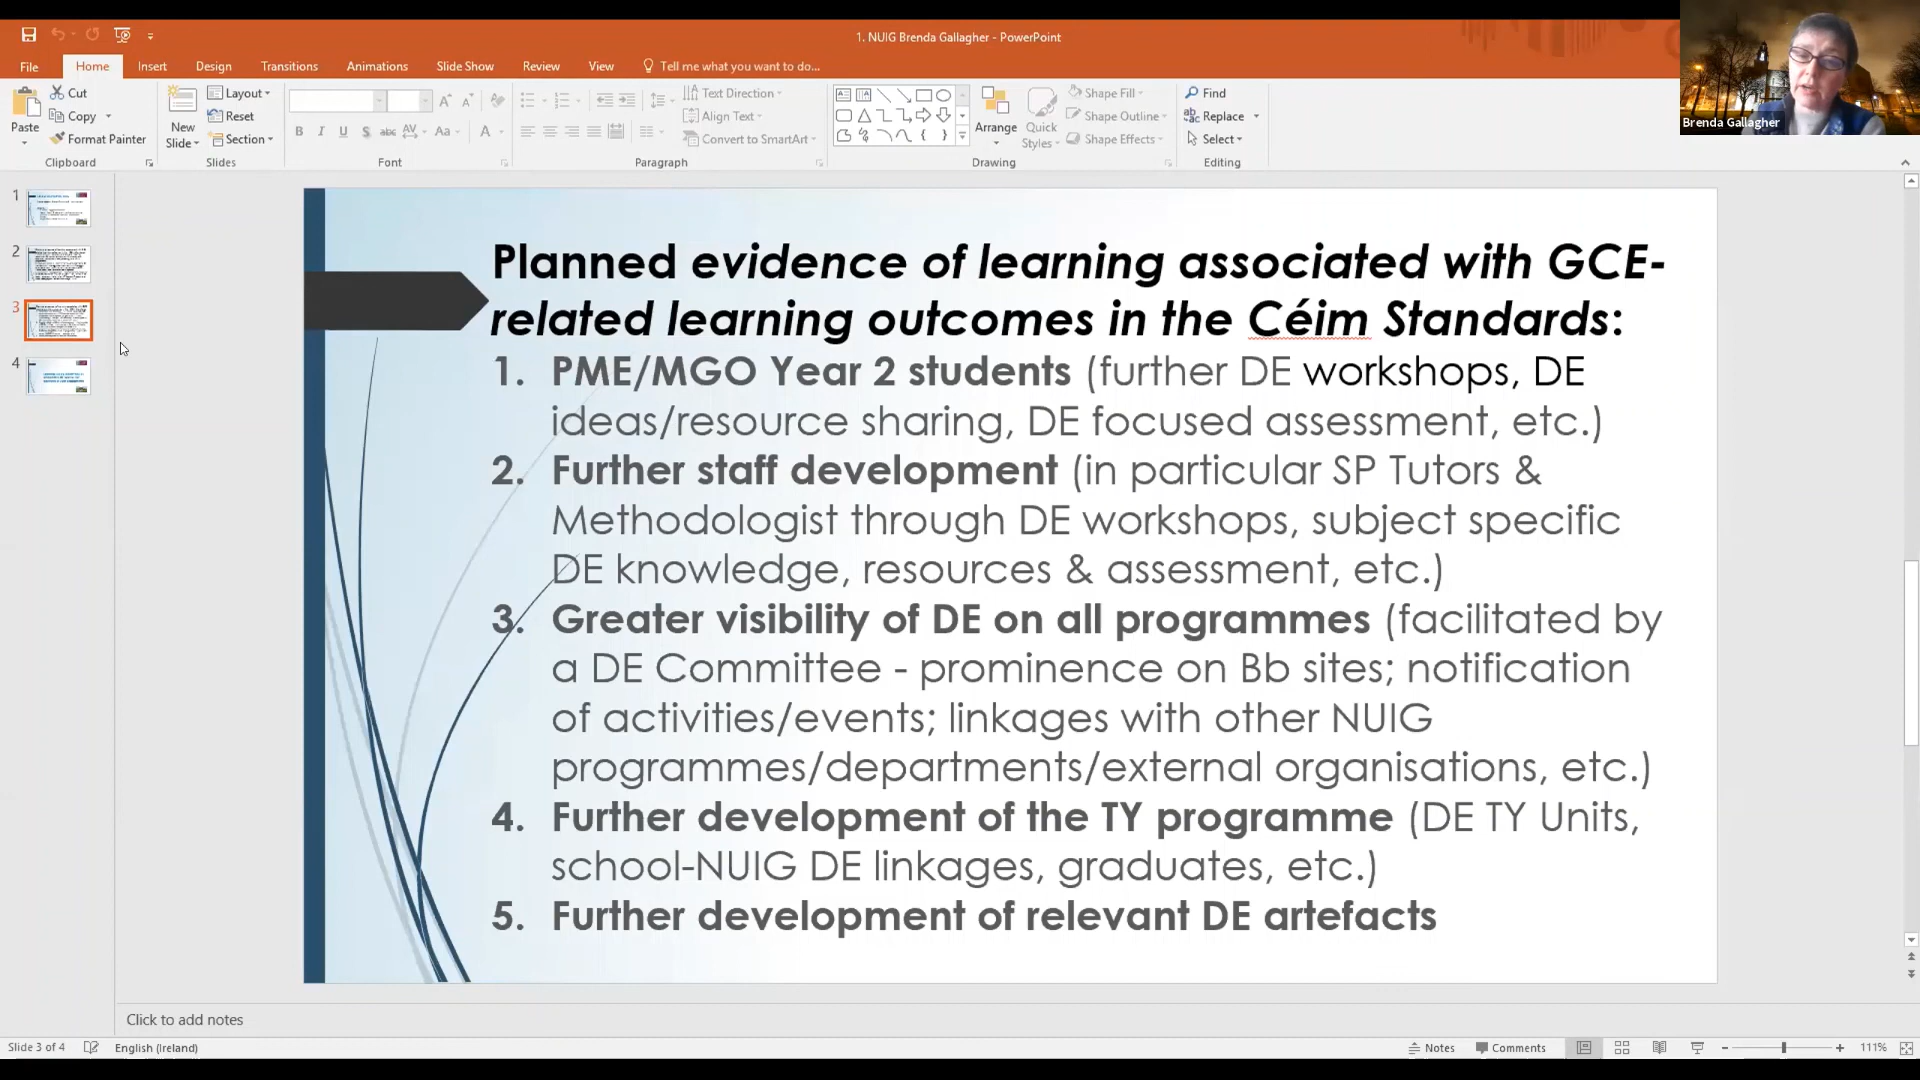 1. NUIG Brenda Gallagher - PowerPoint
File Home Insert Design Transitions Animations Slide Show Review View Tell me what you want to do...
Paste
Cut
Copy
Format Painter
Clipboard
New
Slide
Layout
Reset
Section
Slides
B I U S abc AV Aa A
Font
Text Direction
Align Text
Convert to SmartArt
Paragraph
Arrange
Quick
Styles
Shape Fill
Shape Outline
Shape Effects
Drawing
Find
Replace
Select
Editing
Brenda Gallagher
1
2
3
4
Planned evidence of learning associated with GCE-
related learning outcomes in the Céim Standards:
1. PME/MGO Year 2 students (further DE workshops, DE
ideas/resource sharing, DE focused assessment, etc.)
2. Further staff development (in particular SP Tutors &
Methodologist through DE workshops, subject specific
DE knowledge, resources & assessment, etc.)
3. Greater visibility of DE on all programmes (facilitated by
a DE Committee - prominence on Bb sites; notification
of activities/events; linkages with other NUIG
programmes/departments/external organisations, etc.)
4. Further development of the TY programme (DE TY Units,
school-NUIG DE linkages, graduates, etc.)
5. Further development of relevant DE artefacts
Click to add notes
Slide 3 of 4 English (Ireland) Notes Comments 111%